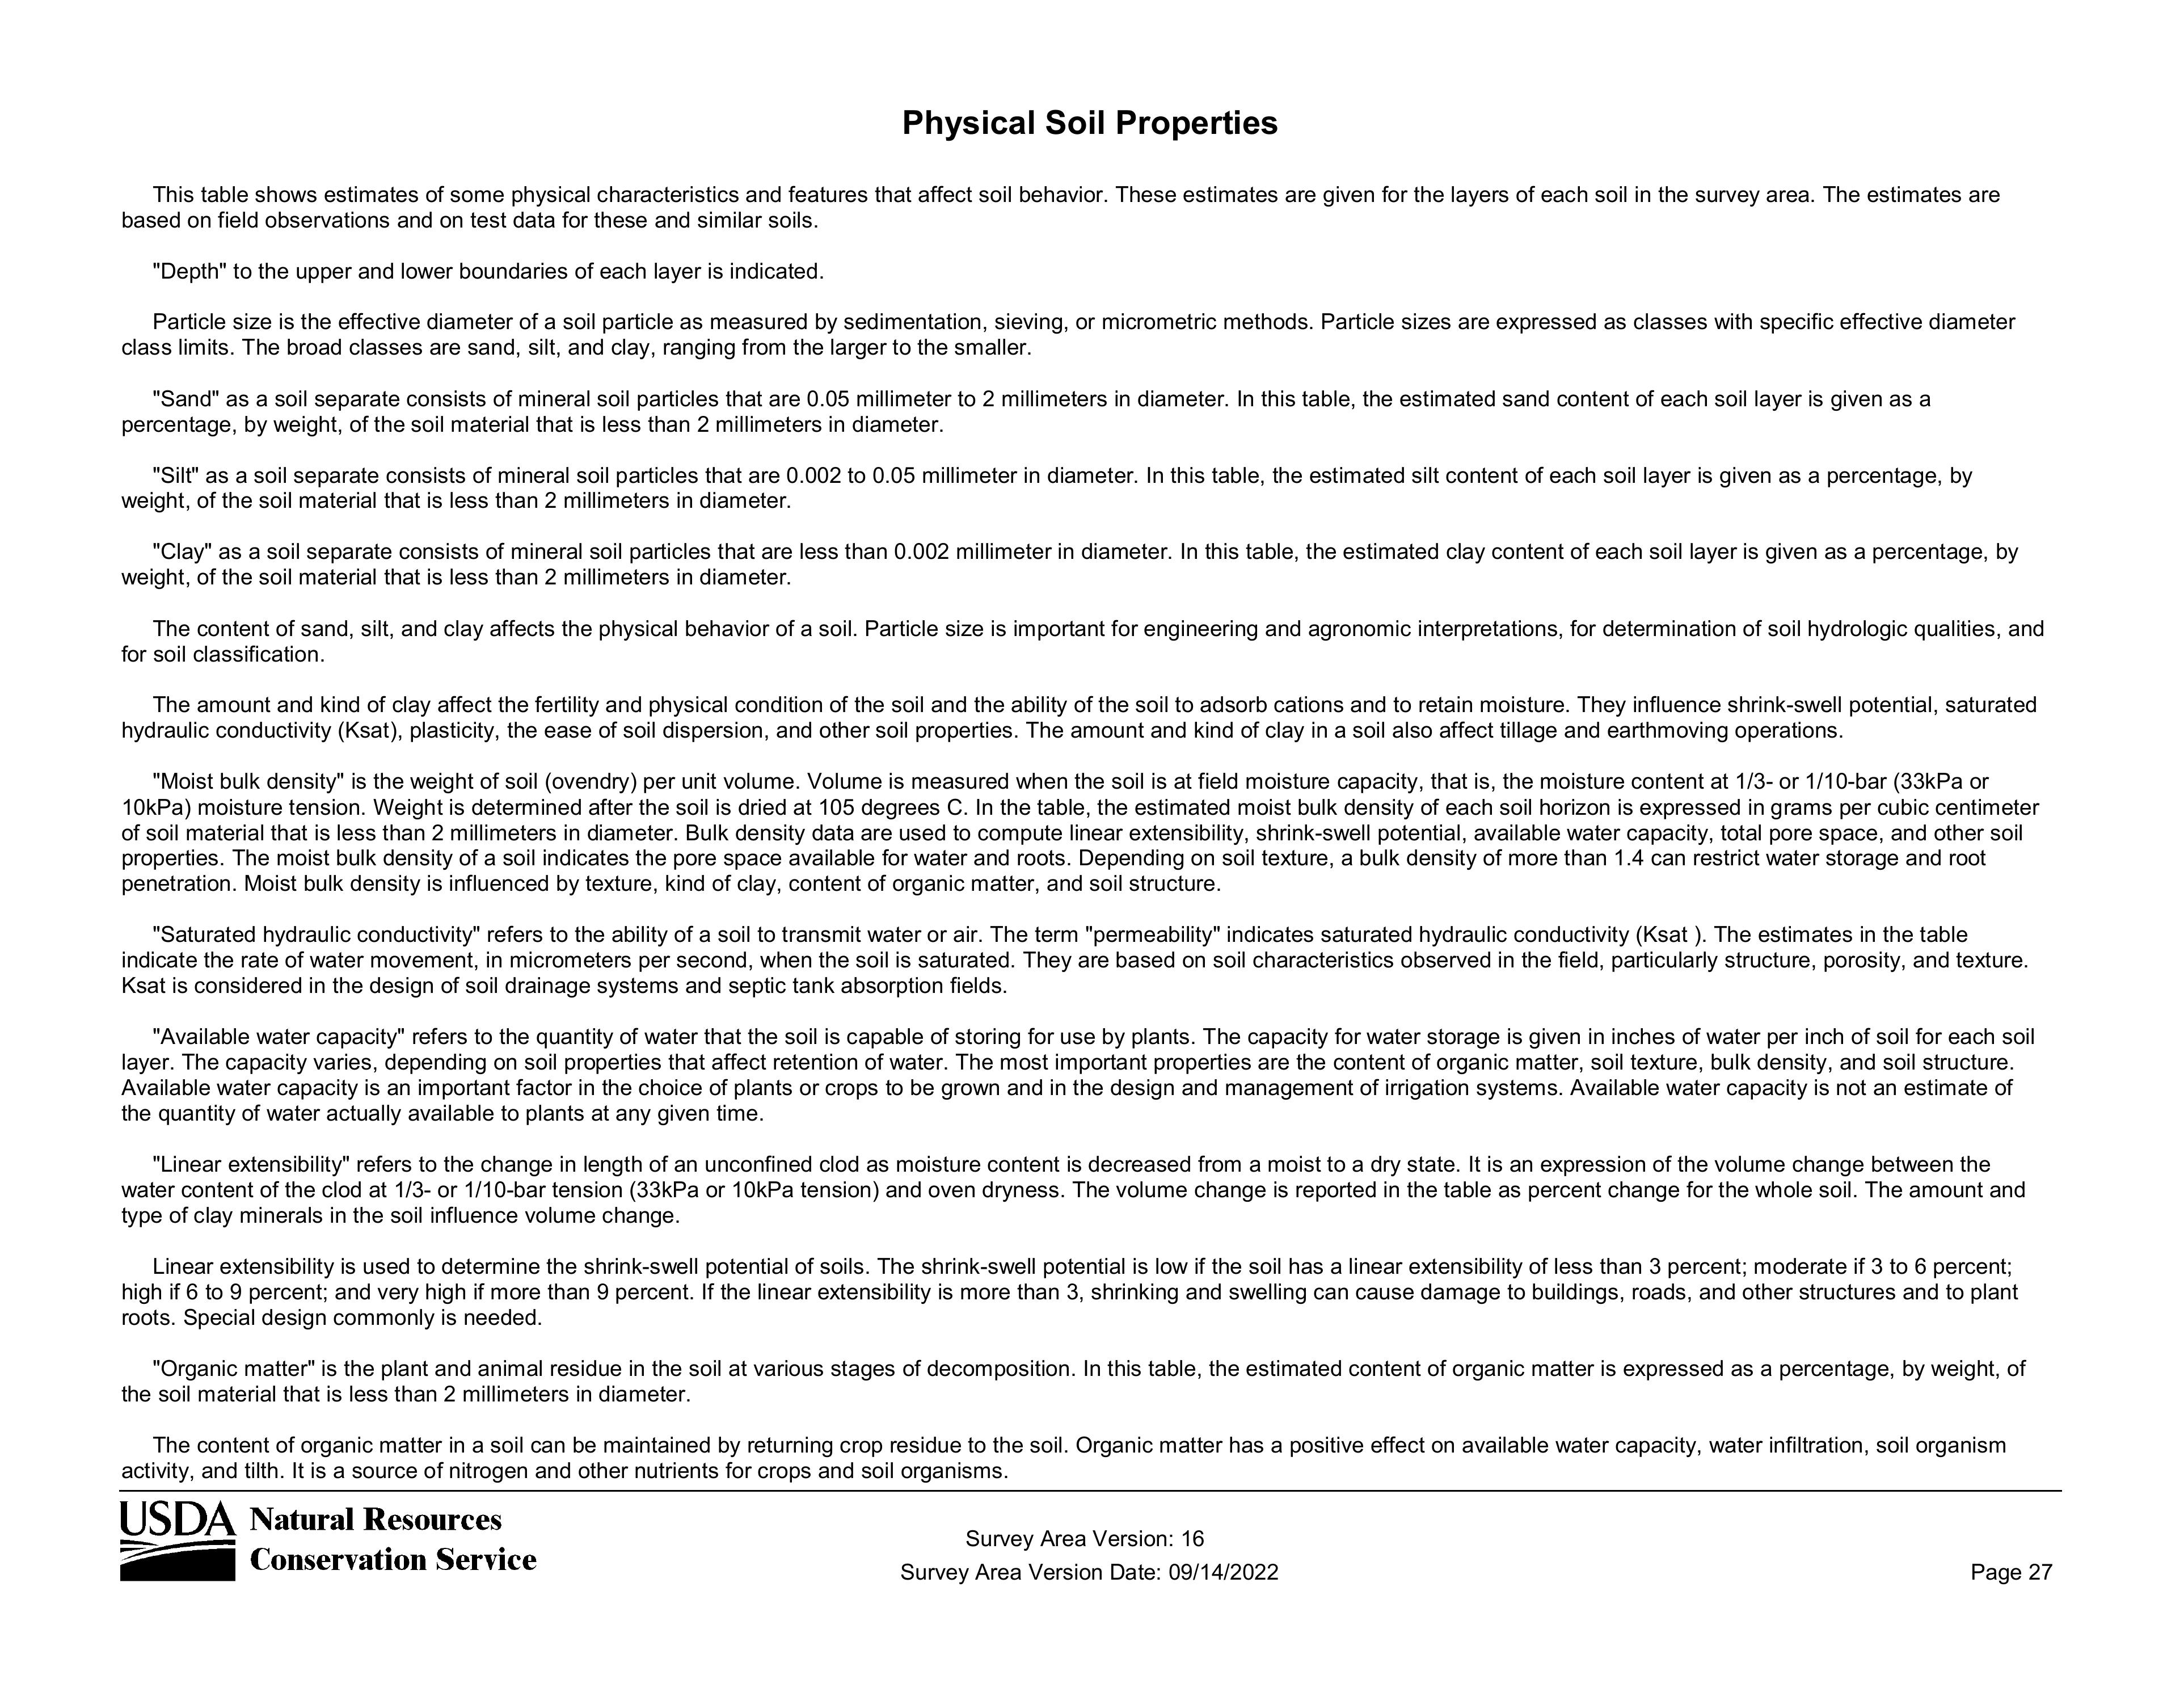 Physical Soil Properties
This table shows estimates of some physical characteristics and features that affect soil behavior. These estimates are given for the layers of each soil in the survey area. The estimates are
based on field observations and on test data for these and similar soils.
"Depth" to the upper and lower boundaries of each layer is indicated.
Particle size is the effective diameter of a soil particle as measured by sedimentation, sieving, or micrometric methods. Particle sizes are expressed as classes with specific effective diameter
class limits. The broad classes are sand, silt, and clay, ranging from the larger to the smaller.
"Sand" as a soil separate consists of mineral soil particles that are 0.05 millimeter to 2 millimeters in diameter. In this table, the estimated sand content of each soil layer is given as a
percentage, by weight, of the soil material that is less than 2 millimeters in diameter.
"Silt" as a soil separate consists of mineral soil particles that are 0.002 to 0.05 millimeter in diameter. In this table, the estimated silt content of each soil layer is given as a percentage, by
weight, of the soil material that is less than 2 millimeters in diameter.
"Clay" as a soil separate consists of mineral soil particles that are less than 0.002 millimeter in diameter. In this table, the estimated clay content of each soil layer is given as a percentage, by
weight, of the soil material that is less than 2 millimeters in diameter.
The content of sand, silt, and clay affects the physical behavior of a soil. Particle size is important for engineering and agronomic interpretations, for determination of soil hydrologic qualities, and
for soil classification.
The amount and kind of clay affect the fertility and physical condition of the soil and the ability of the soil to adsorb cations and to retain moisture. They influence shrink-swell potential, saturated
hydraulic conductivity (Ksat), plasticity, the ease of soil dispersion, and other soil properties. The amount and kind of clay in a soil also affect tillage and earthmoving operations.
"Moist bulk density" is the weight of soil (ovendry) per unit volume. Volume is measured when the soil is at field moisture capacity, that is, the moisture content at 1/3- or 1/10-bar (33kPa or
10kPa) moisture tension. Weight is determined after the soil is dried at 105 degrees C. In the table, the estimated moist bulk density of each soil horizon is expressed in grams per cubic centimeter
of soil material that is less than 2 millimeters in diameter. Bulk density data are used to compute linear extensibility, shrink-swell potential, available water capacity, total pore space, and other soil
properties. The moist bulk density of a soil indicates the pore space available for water and roots. Depending on soil texture, a bulk density of more than 1.4 can restrict water storage and root
penetration. Moist bulk density is influenced by texture, kind of clay, content of organic matter, and soil structure.
"Saturated hydraulic conductivity" refers to the ability of a soil to transmit water or air. The term "permeability" indicates saturated hydraulic conductivity (Ksat ). The estimates in the table
indicate the rate of water movement, in micrometers per second, when the soil is saturated. They are based on soil characteristics observed in the field, particularly structure, porosity, and texture.
Ksat is considered in the design of soil drainage systems and septic tank absorption fields.
"Available water capacity" refers to the quantity of water that the soil is capable of storing for use by plants. The capacity for water storage is given in inches of water per inch of soil for each soil
layer. The capacity varies, depending on soil properties that affect retention of water. The most important properties are the content of organic matter, soil texture, bulk density, and soil structure.
Available water capacity is an important factor in the choice of plants or crops to be grown and in the design and management of irrigation systems. Available water capacity is not an estimate of
the quantity of water actually available to plants at any given time.
"Linear extensibility" refers to the change in length of an unconfined clod as moisture content is decreased from a moist to a dry state. It is an expression of the volume change between the
water content of the clod at 1/3- or 1/10-bar tension (33kPa or 10kPa tension) and oven dryness. The volume change is reported in the table as percent change for the whole soil. The amount and
type of clay minerals in the soil influence volume change.
Linear extensibility is used to determine the shrink-swell potential of soils. The shrink-swell potential is low if the soil has a linear extensibility of less than 3 percent; moderate if 3 to 6 percent;
high if 6 to 9 percent; and very high if more than 9 percent. If the linear extensibility is more than 3, shrinking and swelling can cause damage to buildings, roads, and other structures and to plant
roots. Special design commonly is needed.
"Organic matter" is the plant and animal residue in the soil at various stages of decomposition. In this table, the estimated content of organic matter is expressed as a percentage, by weight, of
the soil material that is less than 2 millimeters in diameter.
The content of organic matter in a soil can be maintained by returning crop residue to the soil. Organic matter has a positive effect on available water capacity, water infiltration, soil organism
activity, and tilth. It is a source of nitrogen and other nutrients for crops and soil organisms.
USDA Natural Resources
Conservation Service
Survey Area Version: 16
Survey Area Version Date: 09/14/2022
Page 27